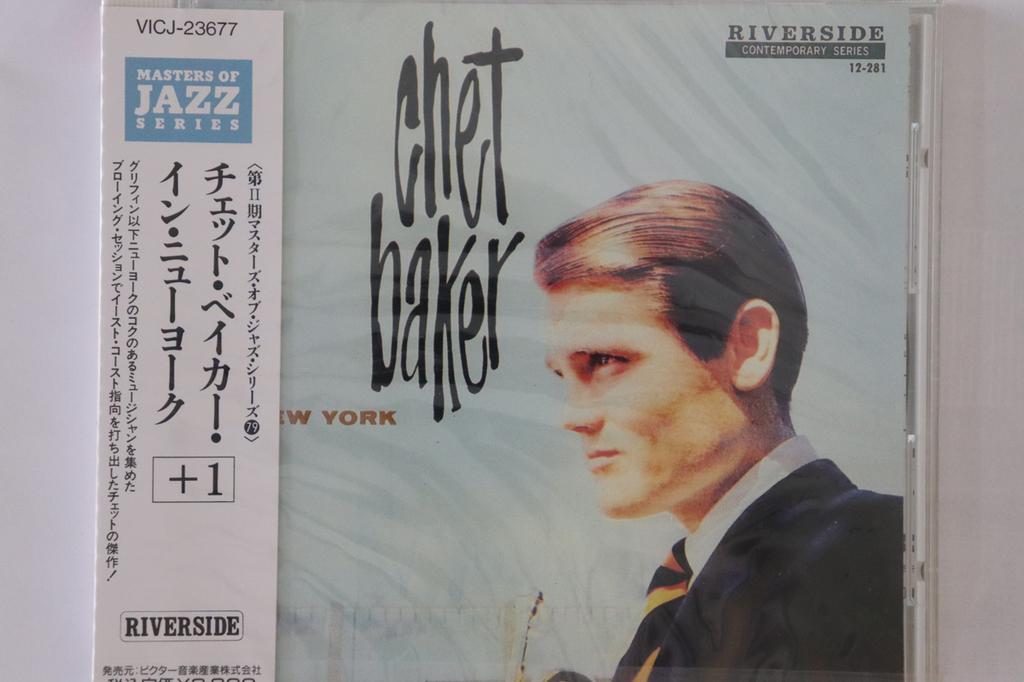 VICJ-23677
MASTERS OF
JAZZ
SERIES
〈第II期マスターズ・オブ・ジャズ・シリーズ79〉
チェット・ベイカー・
イン・ニューヨーク
+1
グリフィン以下ニューヨークのコクのあるミュージシャンを集めた
ブローイング・セッションでイースト・コースト指向を打ち出したチェットの傑作!
RIVERSIDE
発売元:ビクター音楽産業株式会社
chet
baker
EW YORK
RIVERSIDE
CONTEMPORARY SERIES
12-281